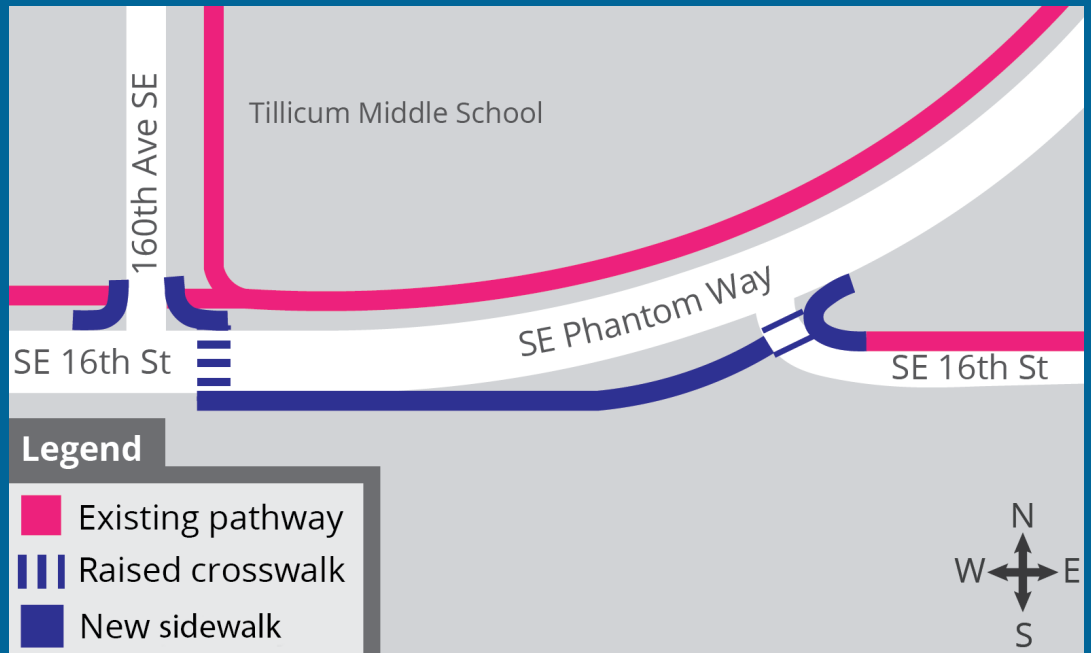 160th Ave SE
Tillicum Middle School
SE Phantom Way
SE 16th St
SE 16th St
Legend
Existing pathway
Raised crosswalk
New sidewalk
N
W E
S